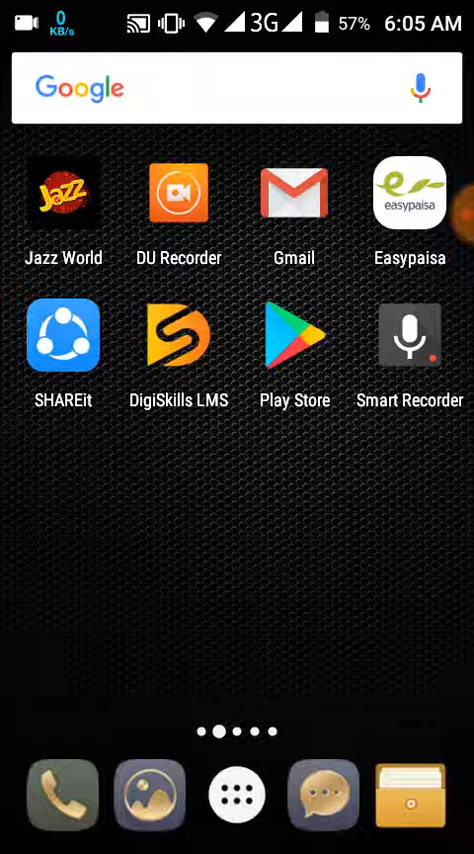 0
KB/s
3G
57%
6:05 AM
Google
Jazz
easypaisa
Jazz World
DU Recorder
Gmail
Easypaisa
SHAREit
DigiSkills LMS
Play Store
Smart Recorder